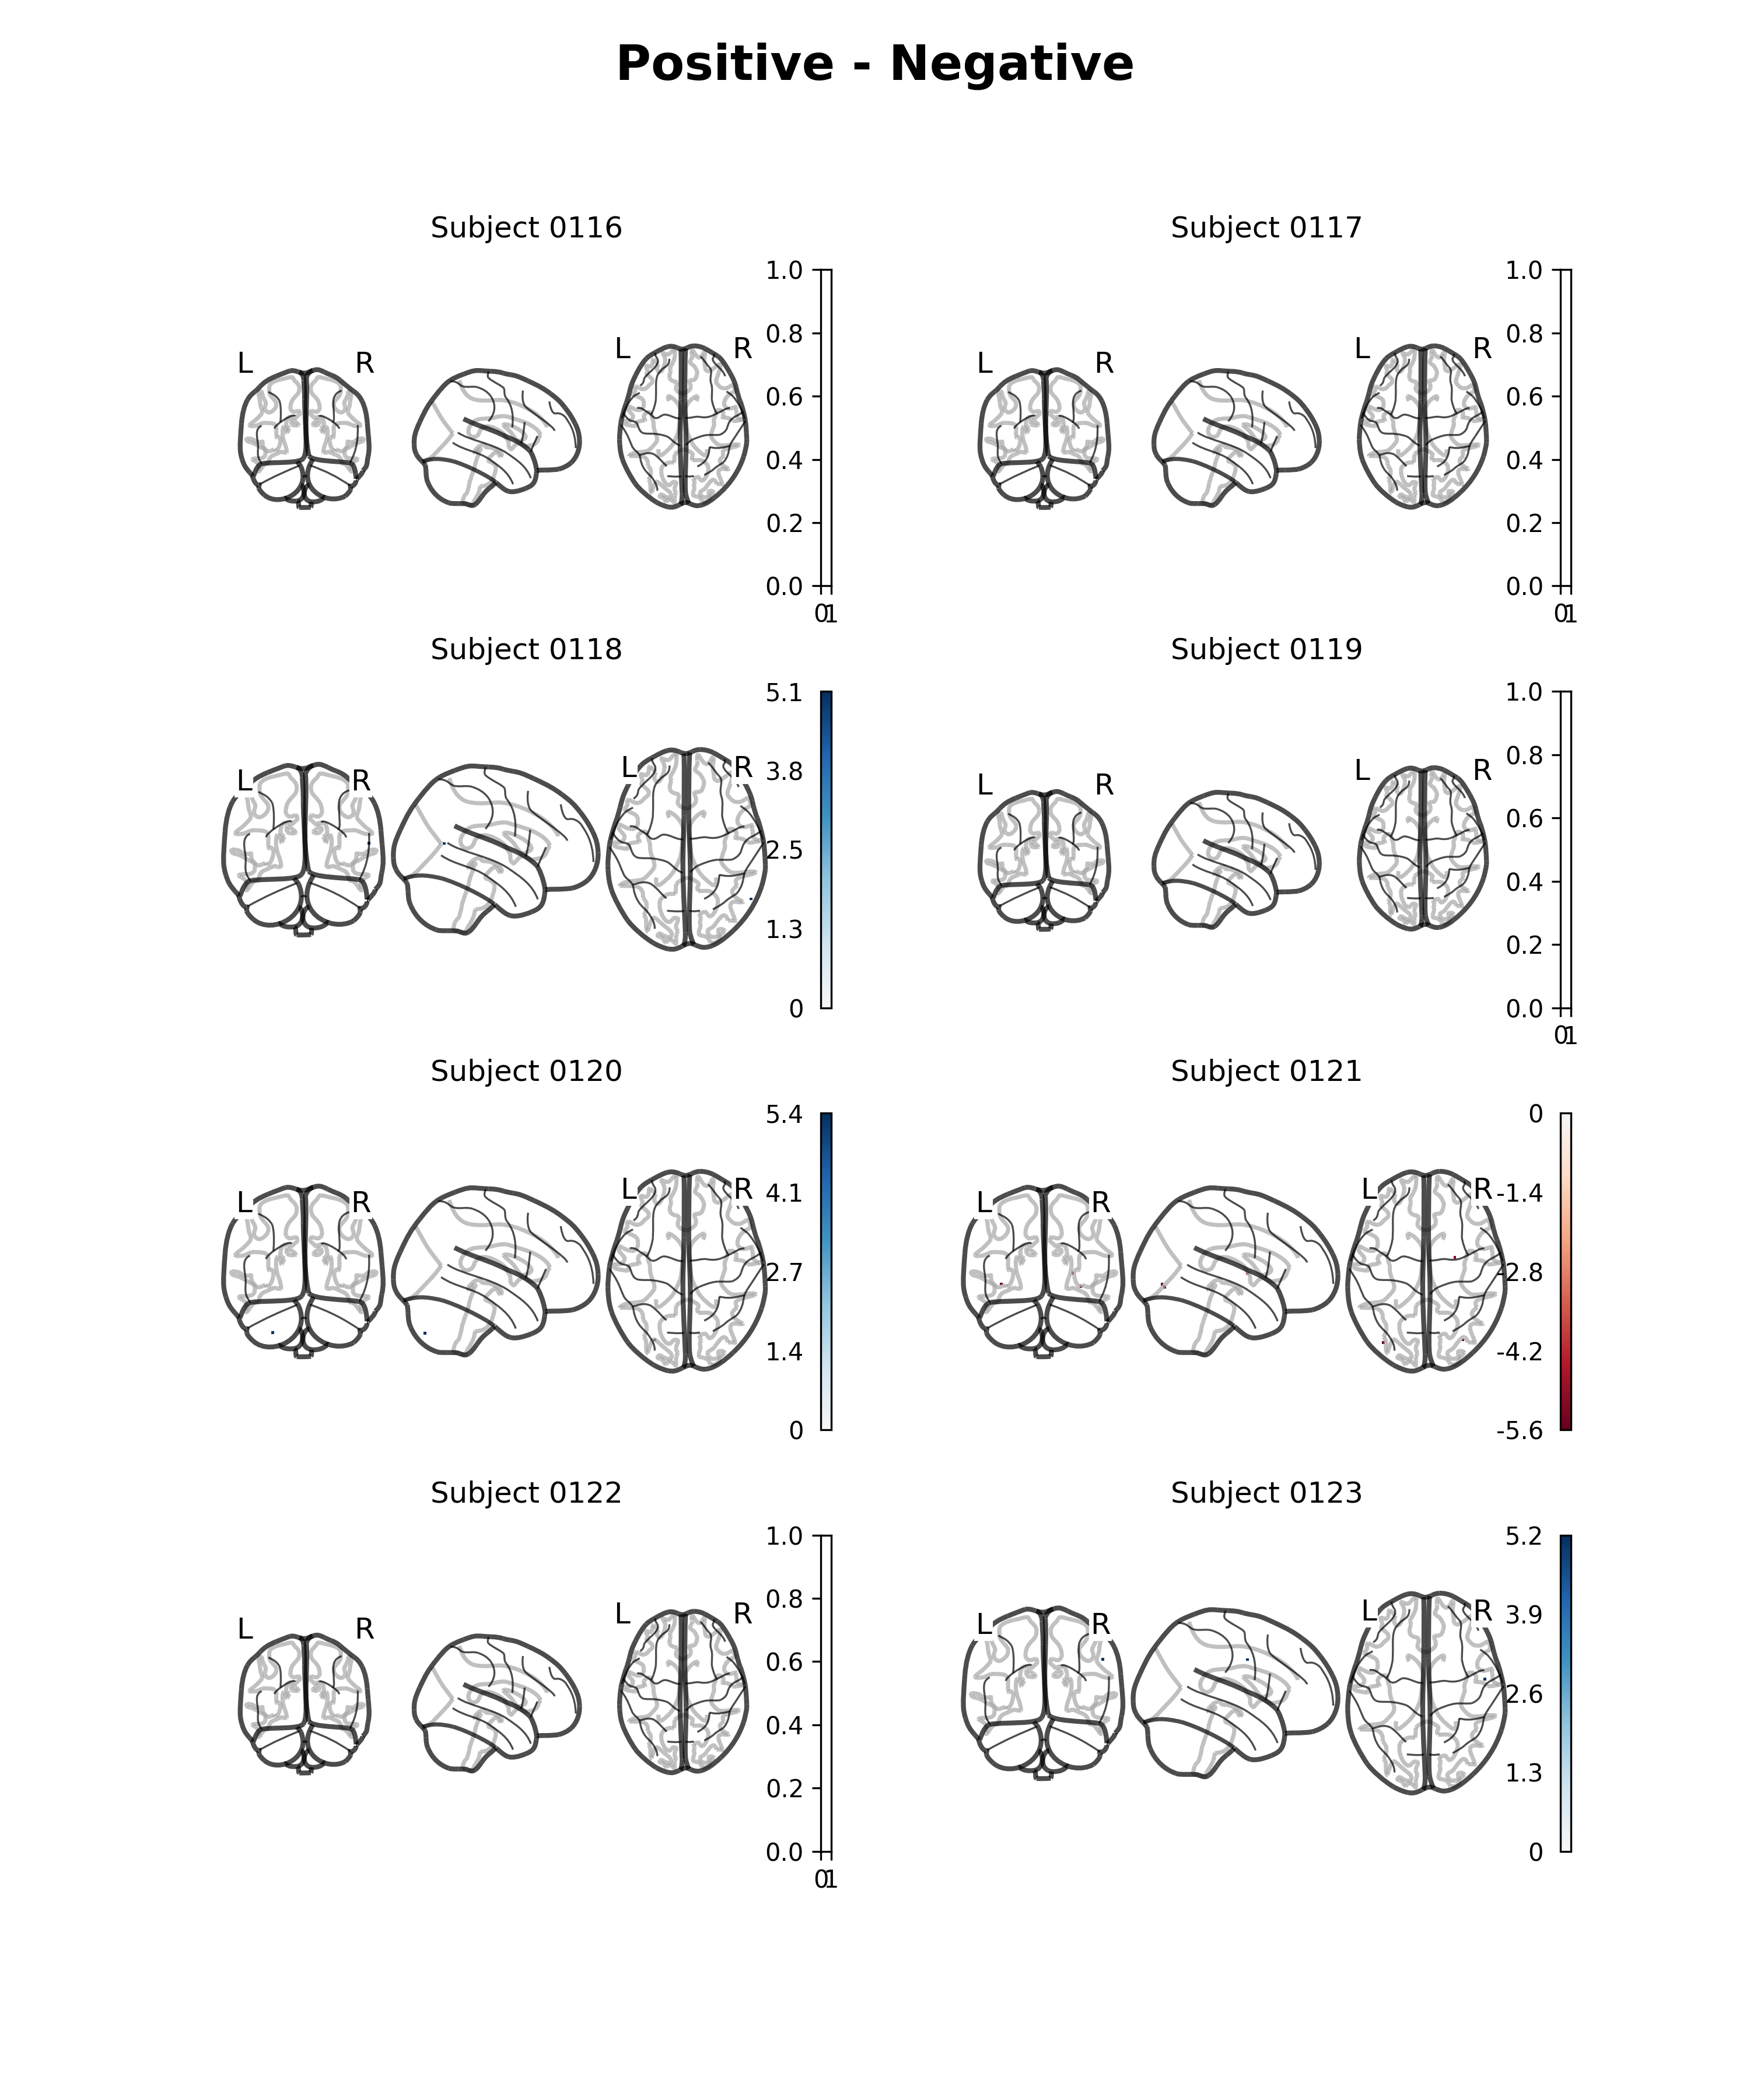 Positive - Negative
Subject 0116
L R L R
1.0
0.8
0.6
0.4
0.2
0.0
0 1
Subject 0117
L R L R
1.0
0.8
0.6
0.4
0.2
0.0
0 1
Subject 0118
L R L R
5.1
3.8
2.5
1.3
0
Subject 0119
L R L R
1.0
0.8
0.6
0.4
0.2
0.0
0 1
Subject 0120
L R L R
5.4
4.1
2.7
1.4
0
Subject 0121
L R L R
0
-1.4
-2.8
-4.2
-5.6
Subject 0122
L R L R
1.0
0.8
0.6
0.4
0.2
0.0
0 1
Subject 0123
L R L R
5.2
3.9
2.6
1.3
0